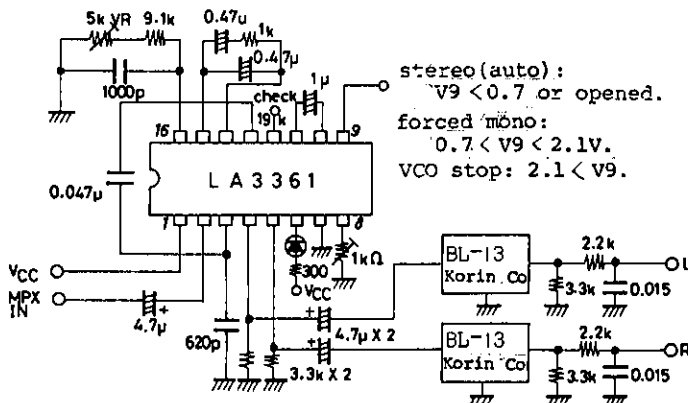 5k VR 9.1k
1000p
0.47u
1k
0.47μ
1μ
check
19k
stereo(auto):
V9 <0.7 or opened.
forced mono:
0.7< V9 < 2.1V.
VCO stop: 2.1< V9.
16
9
0.047μ
LA3361
1
8
300
VCC
1kΩ
VCC
MPX
IN
4.7μ
+
620p
3.3k X 2
+
4.7μ X 2
+
BL-13
Korin Co
2.2k
L
3.3k
0.015
BL-13
Korin Co
2.2k
R
3.3k
0.015